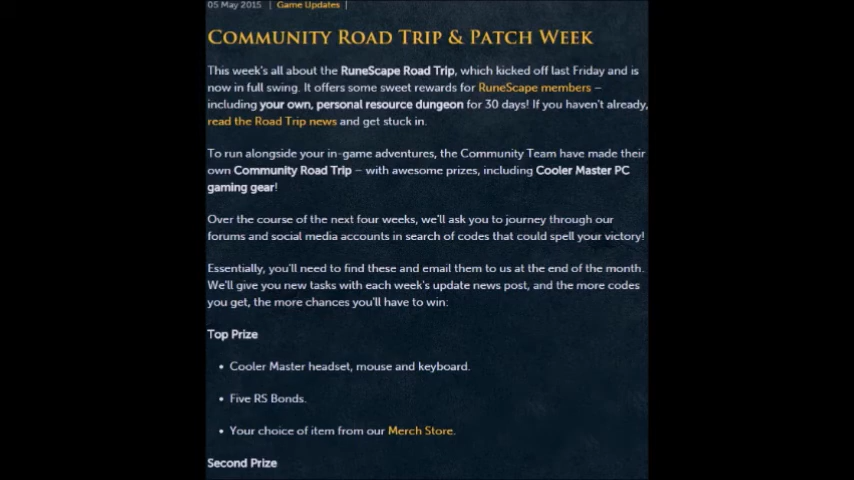 05 May 2015 | Game Updates |
Community Road Trip & Patch Week
This week's all about the RuneScape Road Trip, which kicked off last Friday and is
now in full swing. It offers some sweet rewards for RuneScape members –
including your own, personal resource dungeon for 30 days! If you haven't already,
read the Road Trip news and get stuck in.
To run alongside your in-game adventures, the Community Team have made their
own Community Road Trip – with awesome prizes, including Cooler Master PC
gaming gear!
Over the course of the next four weeks, we'll ask you to journey through our
forums and social media accounts in search of codes that could spell your victory!
Essentially, you'll need to find these and email them to us at the end of the month.
We'll give you new tasks with each week's update news post, and the more codes
you get, the more chances you'll have to win:
Top Prize
• Cooler Master headset, mouse and keyboard.
• Five RS Bonds.
• Your choice of item from our Merch Store.
Second Prize